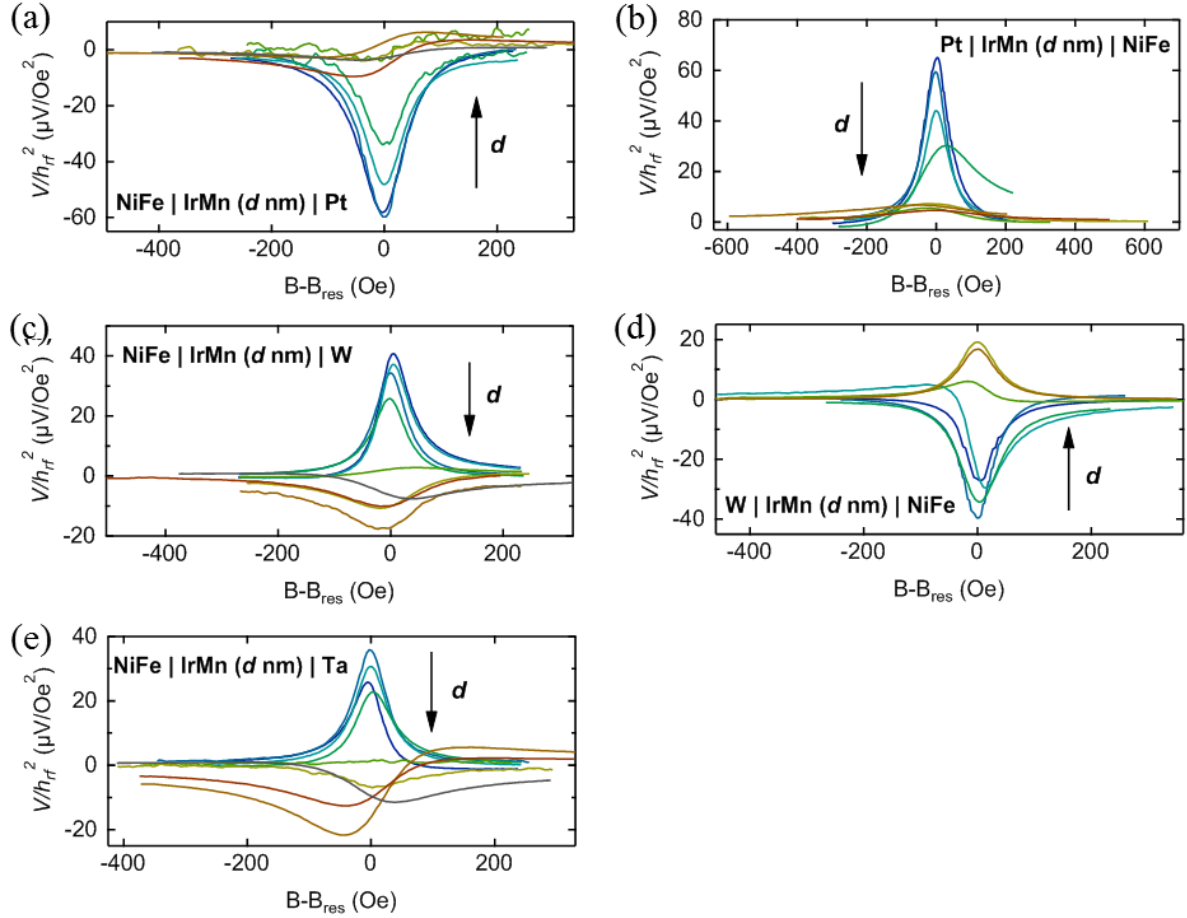 (a)
0
-20
-40
-60
V/h_rf^2 (µV/Oe^2)
d
NiFe | IrMn (d nm) | Pt
-400 -200 0 200
B-B_res (Oe)
(b)
80
60
40
20
0
V/h_rf^2 (µV/Oe^2)
Pt | IrMn (d nm) | NiFe
d
-600 -400 -200 0 200 400 600
B-B_res (Oe)
(c)
40
20
0
-20
V/h_rf^2 (µV/Oe^2)
NiFe | IrMn (d nm) | W
d
-400 -200 0 200
B-B_res (Oe)
(d)
20
0
-20
-40
V/h_rf^2 (µV/Oe^2)
d
W | IrMn (d nm) | NiFe
-400 -200 0 200
B-B_res (Oe)
(e)
40
20
0
-20
V/h_rf^2 (µV/Oe^2)
NiFe | IrMn (d nm) | Ta
d
-400 -200 0 200
B-B_res (Oe)